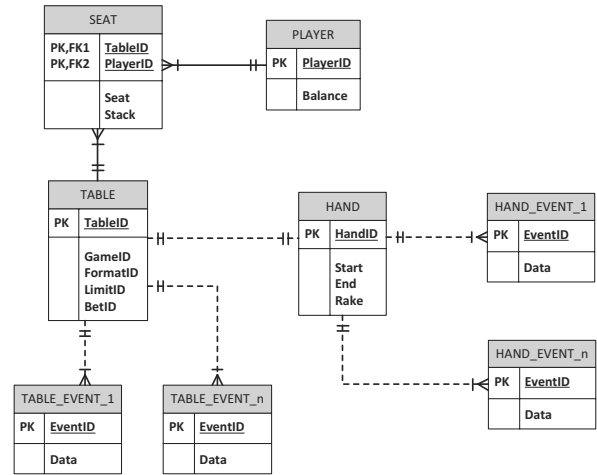 SEAT
PK,FK1 TableID
PK,FK2 PlayerID
Seat
Stack
PLAYER
PK PlayerID
Balance
TABLE
PK TableID
GameID
FormatID
LimitID
BetID
HAND
PK HandID
Start
End
Rake
HAND_EVENT_1
PK EventID
Data
HAND_EVENT_n
PK EventID
Data
TABLE_EVENT_1
PK EventID
Data
TABLE_EVENT_n
PK EventID
Data